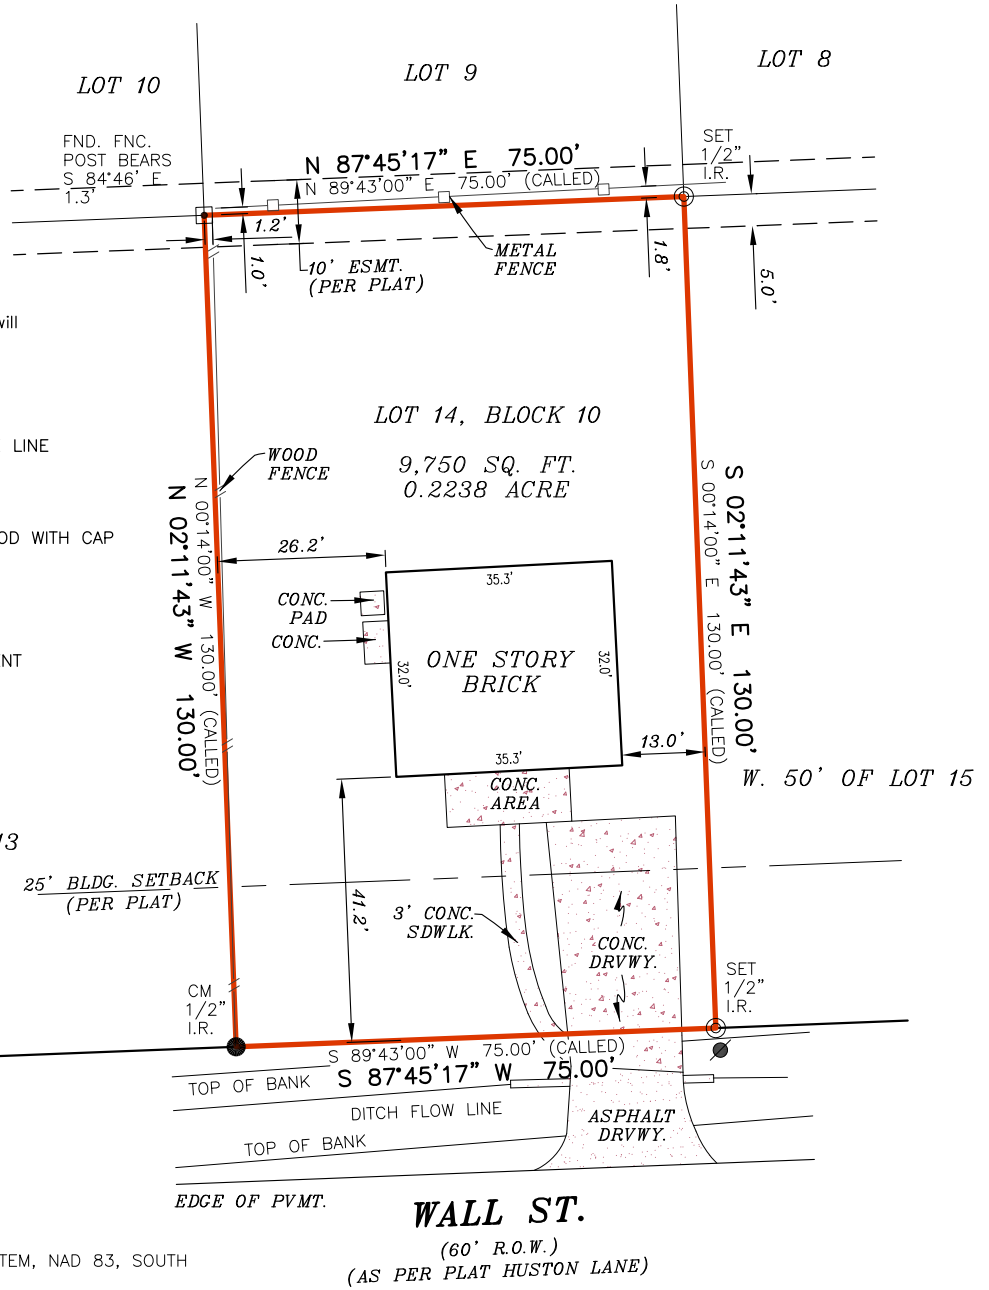 LOT 10
LOT 9
LOT 8
FND. FNC.
POST BEARS
S 84°46' E
1.3'
N 87°45'17" E 75.00'
N 89°43'00" E 75.00' (CALLED)
SET
1/2"
I.R.
1.2'
1.0'
10' ESMT.
(PER PLAT)
METAL
FENCE
1.8'
5.0'
will
LOT 14, BLOCK 10
9,750 SQ. FT.
0.2238 ACRE
LINE
WOOD
FENCE
N 00°14'00" W 130.00' (CALLED)
N 02°11'43" W 130.00'
S 00°14'00" E 130.00' (CALLED)
S 02°11'43" E 130.00'
OD WITH CAP
26.2'
35.3'
CONC.
PAD
CONC.
32.0'
ONE STORY
BRICK
32.0'
ENT
35.3'
13.0'
CONC.
AREA
W. 50' OF LOT 15
13
25' BLDG. SETBACK
(PER PLAT)
41.2'
3' CONC.
SDWLK.
CONC.
DRVWY.
CM
1/2"
I.R.
SET
1/2"
I.R.
S 89°43'00" W 75.00' (CALLED)
S 87°45'17" W 75.00'
TOP OF BANK
DITCH FLOW LINE
TOP OF BANK
ASPHALT
DRVWY.
EDGE OF PVMT.
WALL ST.
(60' R.O.W.)
(AS PER PLAT HUSTON LANE)
TEM, NAD 83, SOUTH